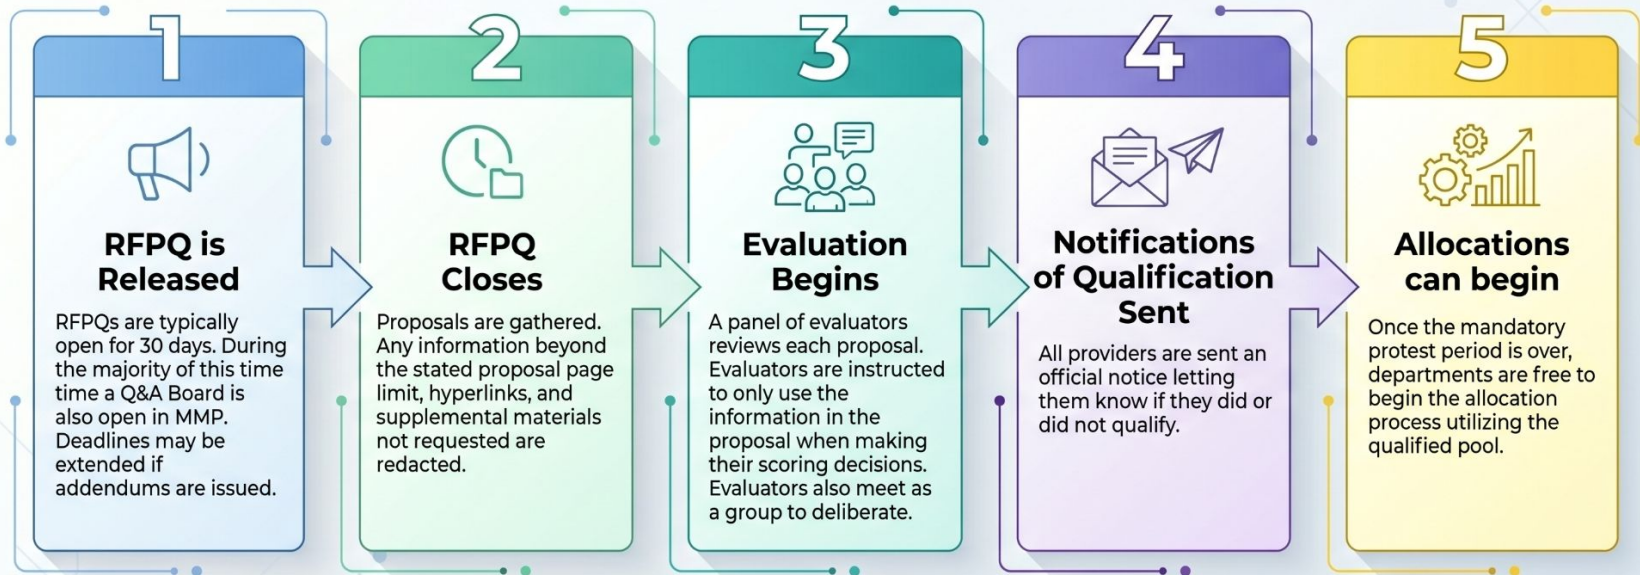 1
RFPQ is
Released
RFPQs are typically
open for 30 days. During
the majority of this time
time a Q&A Board is
also open in MMP.
Deadlines may be
extended if
addendums are issued.
2
RFPQ
Closes
Proposals are gathered.
Any information beyond
the stated proposal page
limit, hyperlinks, and
supplemental materials
not requested are
redacted.
3
Evaluation
Begins
A panel of evaluators
reviews each proposal.
Evaluators are instructed
to only use the
information in the
proposal when making
their scoring decisions.
Evaluators also meet as
a group to deliberate.
4
Notifications
of Qualification
Sent
All providers are sent an
official notice letting
them know if they did or
did not qualify.
5
Allocations
can begin
Once the mandatory
protest period is over,
departments are free to
begin the allocation
process utilizing the
qualified pool.